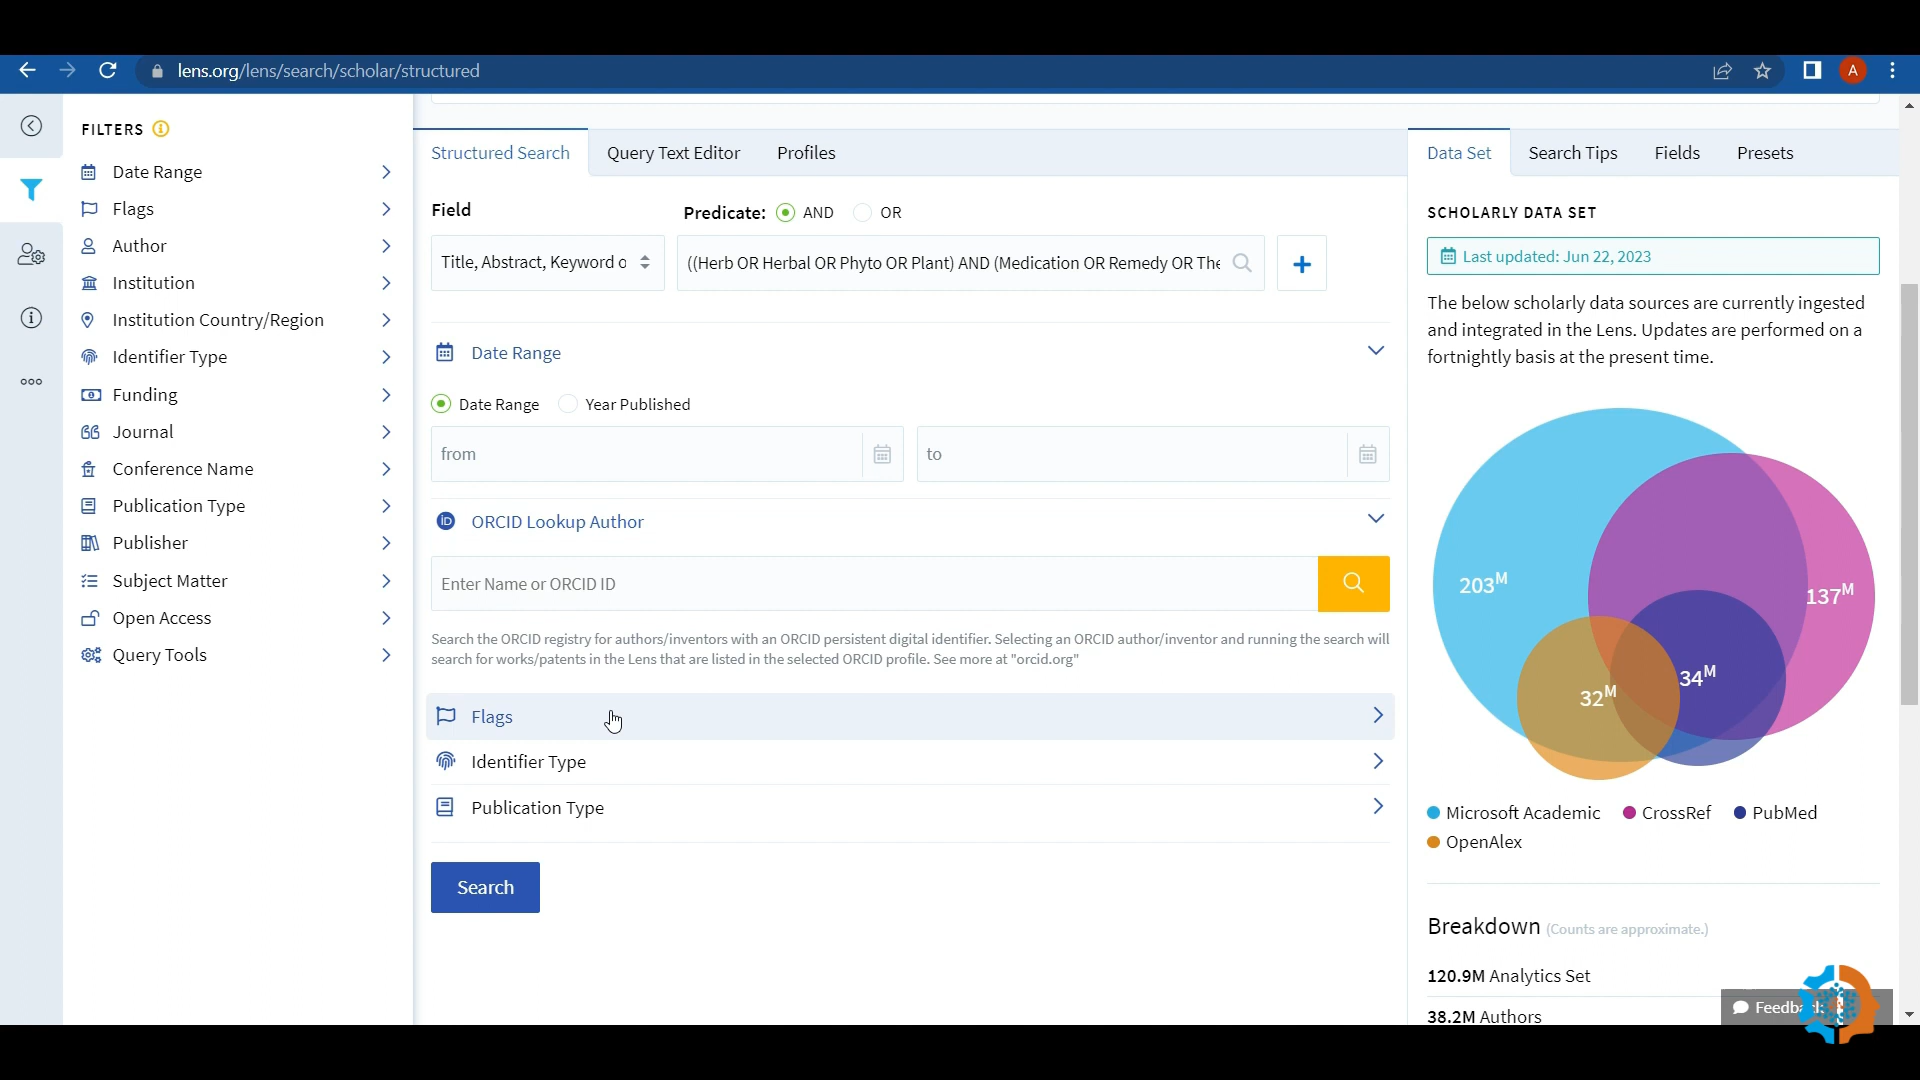 lens.org/lens/search/scholar/structured
A
FILTERS
Date Range
Flags
Author
Institution
Institution Country/Region
Identifier Type
Funding
Journal
Conference Name
Publication Type
Publisher
Subject Matter
Open Access
Query Tools
Structured Search
Query Text Editor
Profiles
Field
Predicate: AND OR
Title, Abstract, Keyword o
((Herb OR Herbal OR Phyto OR Plant) AND (Medication OR Remedy OR The
Date Range
Date Range Year Published
from
to
iD ORCID Lookup Author
Enter Name or ORCID ID
Search the ORCID registry for authors/inventors with an ORCID persistent digital identifier. Selecting an ORCID author/inventor and running the search will
search for works/patents in the Lens that are listed in the selected ORCID profile. See more at "orcid.org"
Flags
Identifier Type
Publication Type
Search
Data Set
Search Tips
Fields
Presets
SCHOLARLY DATA SET
Last updated: Jun 22, 2023
The below scholarly data sources are currently ingested
and integrated in the Lens. Updates are performed on a
fortnightly basis at the present time.
203M
137M
34M
32M
Microsoft Academic CrossRef PubMed
OpenAlex
Breakdown (Counts are approximate.)
120.9M Analytics Set
38.2M Authors
Feedback